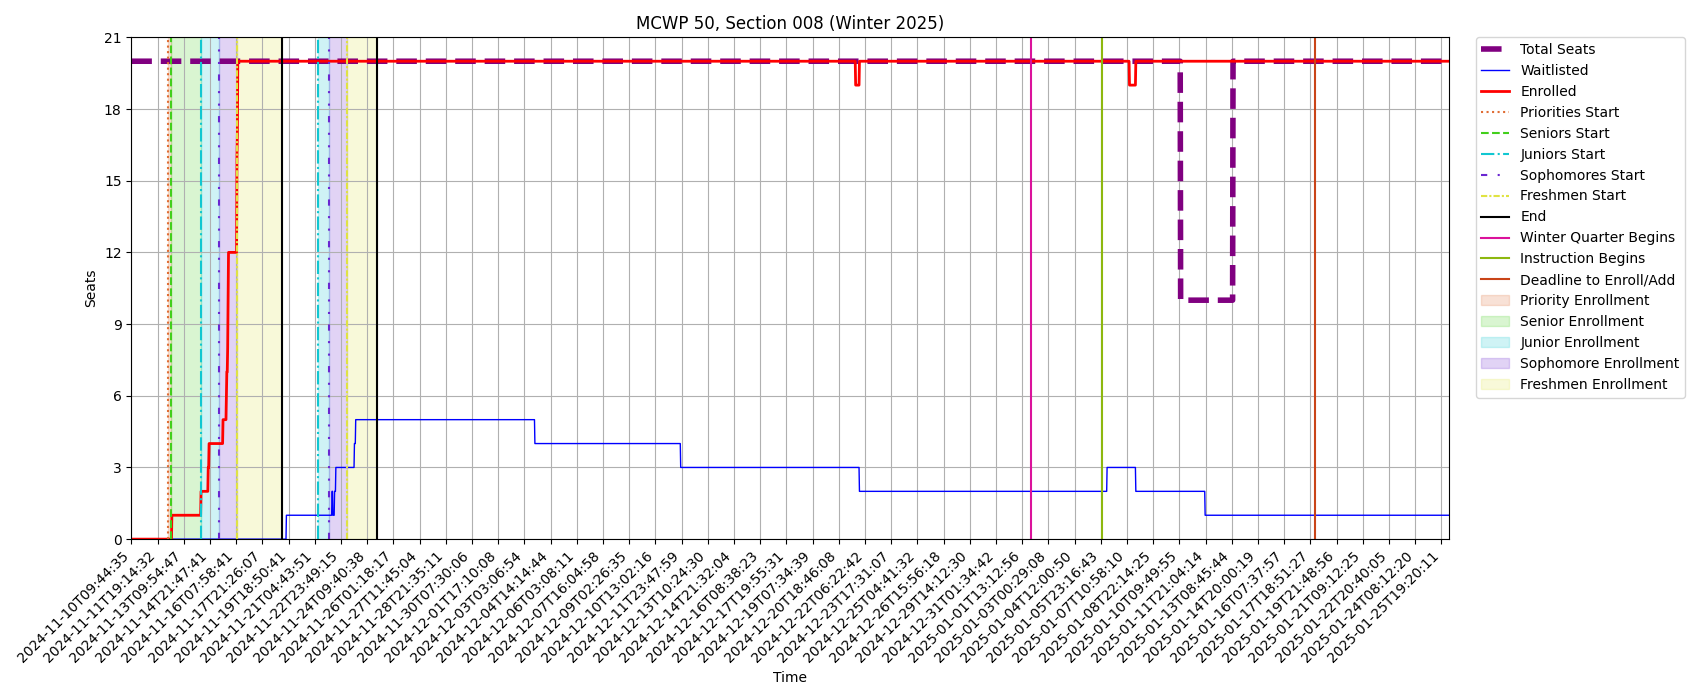 MCWP 50, Section 008 (Winter 2025)
21
18
15
12
9
6
3
0
Seats
2024-11-10T09:44:35
2024-11-11T19:14:32
2024-11-13T09:54:47
2024-11-14T21:47:41
2024-11-16T07:58:41
2024-11-17T21:26:07
2024-11-19T18:50:41
2024-11-21T04:43:51
2024-11-22T23:49:15
2024-11-24T09:40:38
2024-11-26T01:18:17
2024-11-27T11:45:04
2024-11-28T21:35:11
2024-11-30T07:30:06
2024-12-01T17:10:08
2024-12-03T03:06:54
2024-12-04T14:14:44
2024-12-06T03:08:11
2024-12-07T16:04:58
2024-12-09T02:26:35
2024-12-10T13:02:16
2024-12-11T23:47:59
2024-12-13T10:24:30
2024-12-14T21:32:04
2024-12-16T08:38:23
2024-12-17T19:55:31
2024-12-19T07:34:39
2024-12-20T18:46:08
2024-12-22T06:22:42
2024-12-23T17:31:07
2024-12-25T04:41:32
2024-12-26T15:56:18
2024-12-29T14:12:30
2024-12-31T01:34:42
2025-01-01T13:12:56
2025-01-03T00:29:08
2025-01-04T12:00:50
2025-01-05T23:16:43
2025-01-07T10:58:10
2025-01-08T22:14:25
2025-01-10T09:49:55
2025-01-11T21:04:14
2025-01-13T08:45:44
2025-01-14T20:00:19
2025-01-16T07:37:57
2025-01-17T18:51:27
2025-01-19T21:48:56
2025-01-21T09:12:25
2025-01-22T20:40:05
2025-01-24T08:12:20
2025-01-25T19:20:11
Time
Total Seats
Waitlisted
Enrolled
Priorities Start
Seniors Start
Juniors Start
Sophomores Start
Freshmen Start
End
Winter Quarter Begins
Instruction Begins
Deadline to Enroll/Add
Priority Enrollment
Senior Enrollment
Junior Enrollment
Sophomore Enrollment
Freshmen Enrollment